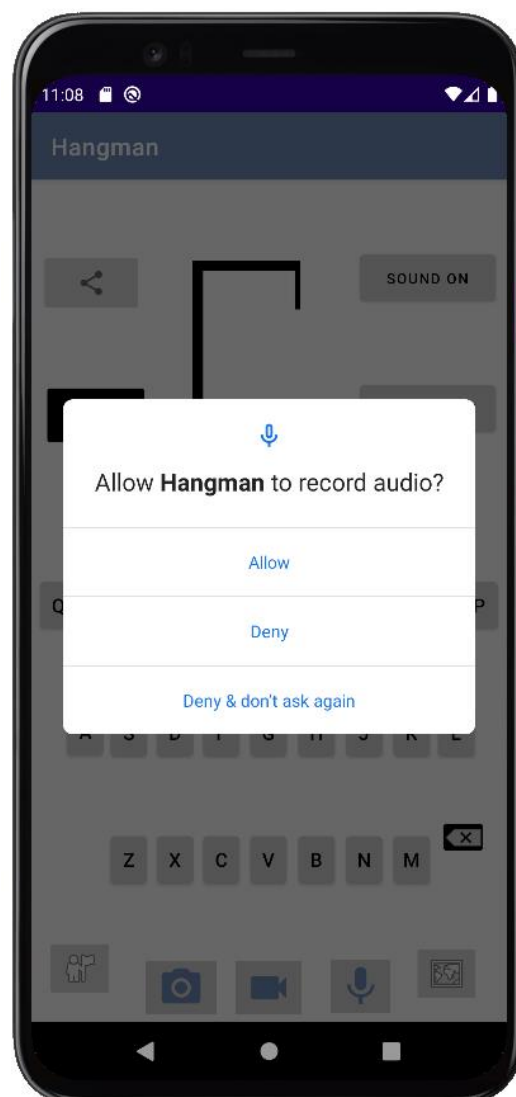 11:08
Hangman
SOUND ON
Allow Hangman to record audio?
Allow
Q
P
Deny
Deny & don't ask again
A S D F G H J K L
Z X C V B N M